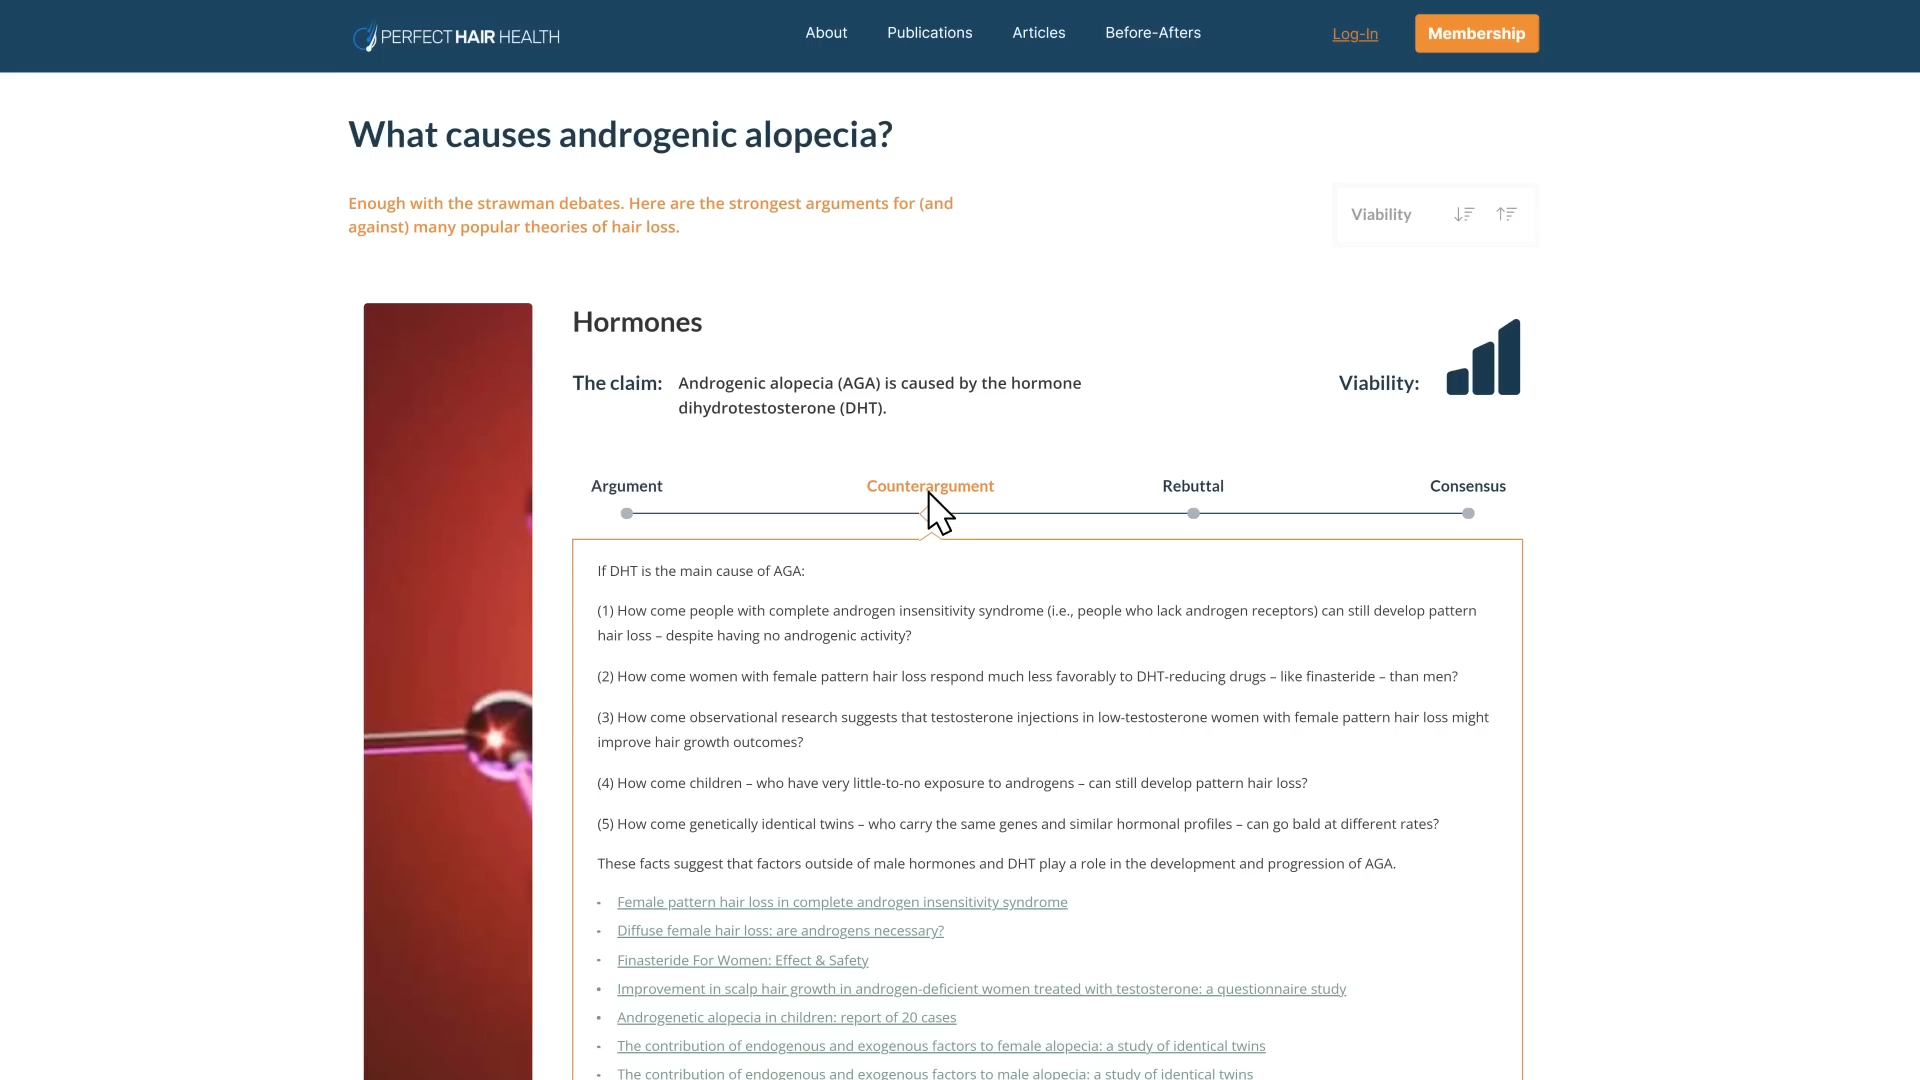 PERFECT HAIR HEALTH
About
Publications
Articles
Before-Afters
Log-In
Membership
What causes androgenic alopecia?
Enough with the strawman debates. Here are the strongest arguments for (and
against) many popular theories of hair loss.
Viability
Hormones
The claim:
Androgenic alopecia (AGA) is caused by the hormone
dihydrotestosterone (DHT).
Viability:
Argument
Counterargument
Rebuttal
Consensus
If DHT is the main cause of AGA:
(1) How come people with complete androgen insensitivity syndrome (i.e., people who lack androgen receptors) can still develop pattern
hair loss – despite having no androgenic activity?
(2) How come women with female pattern hair loss respond much less favorably to DHT-reducing drugs – like finasteride – than men?
(3) How come observational research suggests that testosterone injections in low-testosterone women with female pattern hair loss might
improve hair growth outcomes?
(4) How come children – who have very little-to-no exposure to androgens – can still develop pattern hair loss?
(5) How come genetically identical twins – who carry the same genes and similar hormonal profiles – can go bald at different rates?
These facts suggest that factors outside of male hormones and DHT play a role in the development and progression of AGA.
Female pattern hair loss in complete androgen insensitivity syndrome
Diffuse female hair loss: are androgens necessary?
Finasteride For Women: Effect & Safety
Improvement in scalp hair growth in androgen-deficient women treated with testosterone: a questionnaire study
Androgenetic alopecia in children: report of 20 cases
The contribution of endogenous and exogenous factors to female alopecia: a study of identical twins
The contribution of endogenous and exogenous factors to male alopecia: a study of identical twins